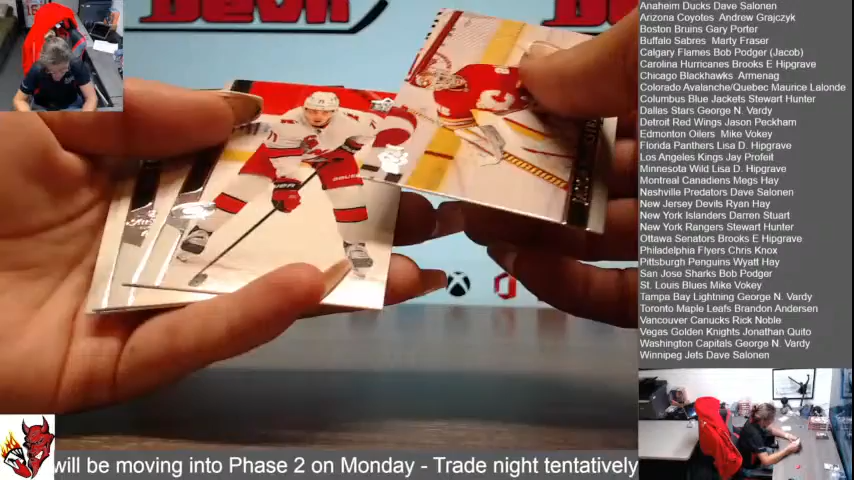 Anaheim Ducks Dave Salonen
Arizona Coyotes Andrew Grajczyk
Boston Bruins Gary Porter
Buffalo Sabres Marty Fraser
Calgary Flames Bob Podger (Jacob)
Carolina Hurricanes Brooks E Hipgrave
Chicago Blackhawks Armenag
Colorado Avalanche/Quebec Maurice Lalonde
Columbus Blue Jackets Stewart Hunter
Dallas Stars George N. Vardy
Detroit Red Wings Jason Peckham
Edmonton Oilers Mike Vokey
Florida Panthers Lisa D. Hipgrave
Los Angeles Kings Jay Profeit
Minnesota Wild Lisa D. Hipgrave
Montreal Canadiens Megs Hay
Nashville Predators Dave Salonen
New Jersey Devils Ryan Hay
New York Islanders Darren Stuart
New York Rangers Stewart Hunter
Ottawa Senators Brooks E Hipgrave
Philadelphia Flyers Chris Knox
Pittsburgh Penguins Wyatt Hay
San Jose Sharks Bob Podger
St. Louis Blues Mike Vokey
Tampa Bay Lightning George N. Vardy
Toronto Maple Leafs Brandon Andersen
Vancouver Canucks Rick Noble
Vegas Golden Knights Jonathan Quito
Washington Capitals George N. Vardy
Winnipeg Jets Dave Salonen
will be moving into Phase 2 on Monday - Trade night tentatively